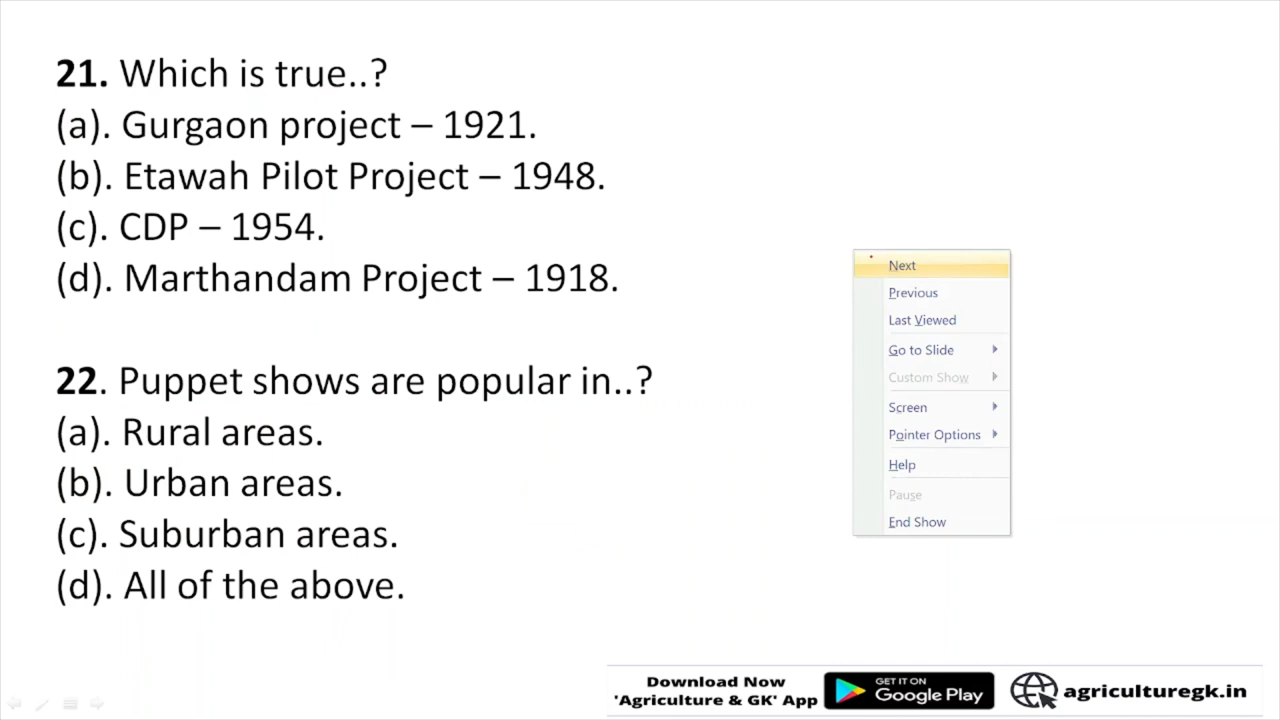 21. Which is true..?
(a). Gurgaon project – 1921.
(b). Etawah Pilot Project – 1948.
(c). CDP – 1954.
(d). Marthandam Project – 1918.
22. Puppet shows are popular in..?
(a). Rural areas.
(b). Urban areas.
(c). Suburban areas.
(d). All of the above.
Next
Previous
Last Viewed
Go to Slide
Custom Show
Screen
Pointer Options
Help
Pause
End Show
Download Now
'Agriculture & GK' App
GET IT ON
Google Play
agriculturegk.in